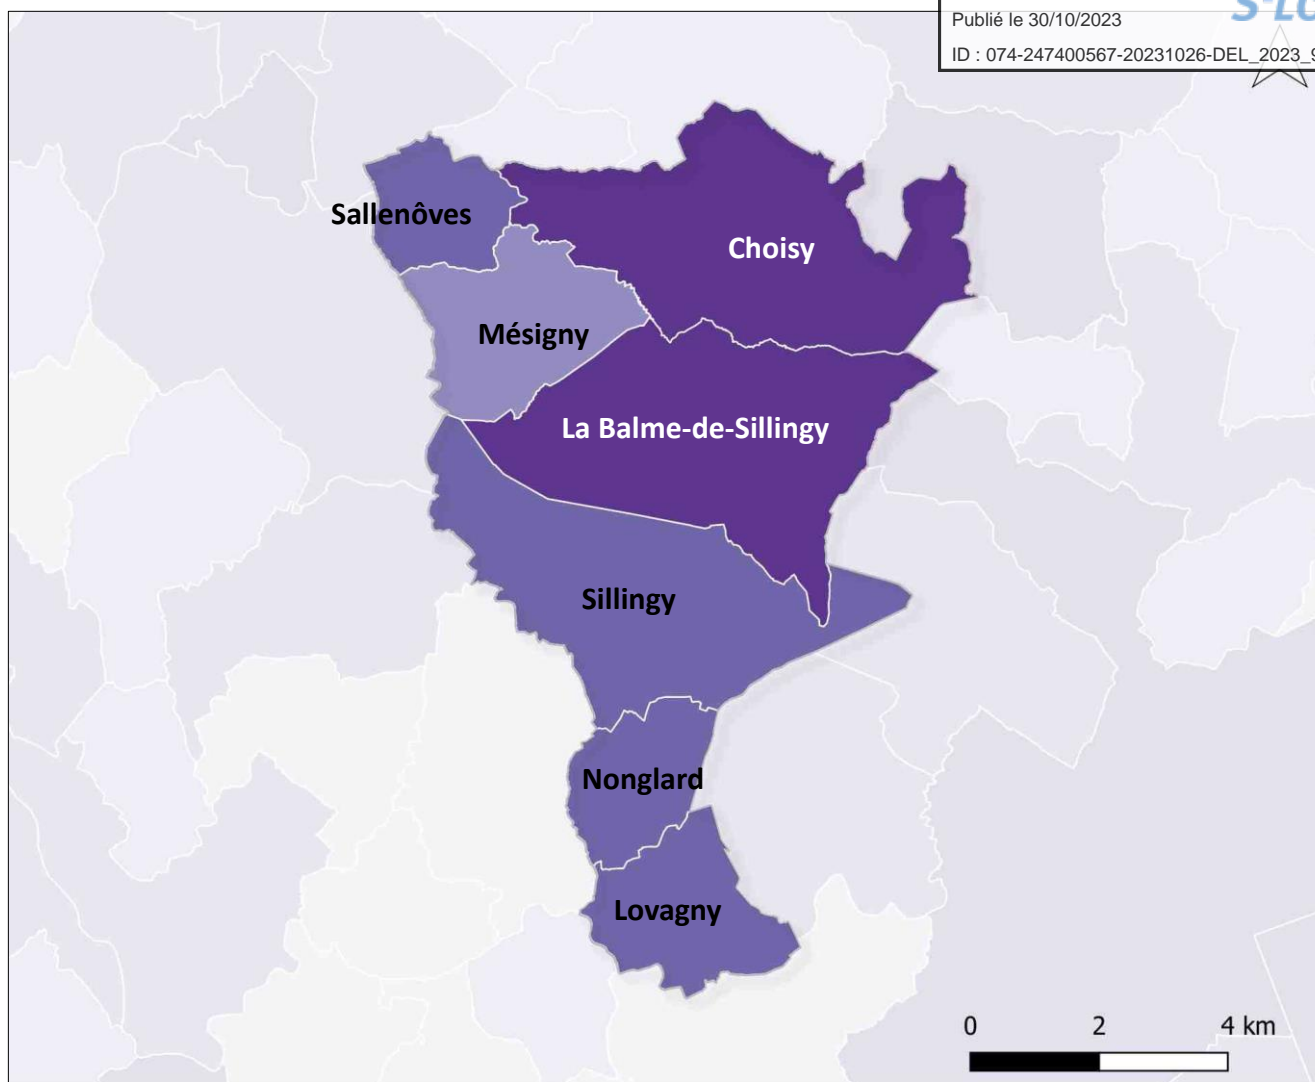 Publié le 30/10/2023
ID : 074-247400567-20231026-DEL_2023_9
Sallenôves
Choisy
Mésigny
La Balme-de-Sillingy
Sillingy
Nonglard
Lovagny
0 2 4 km